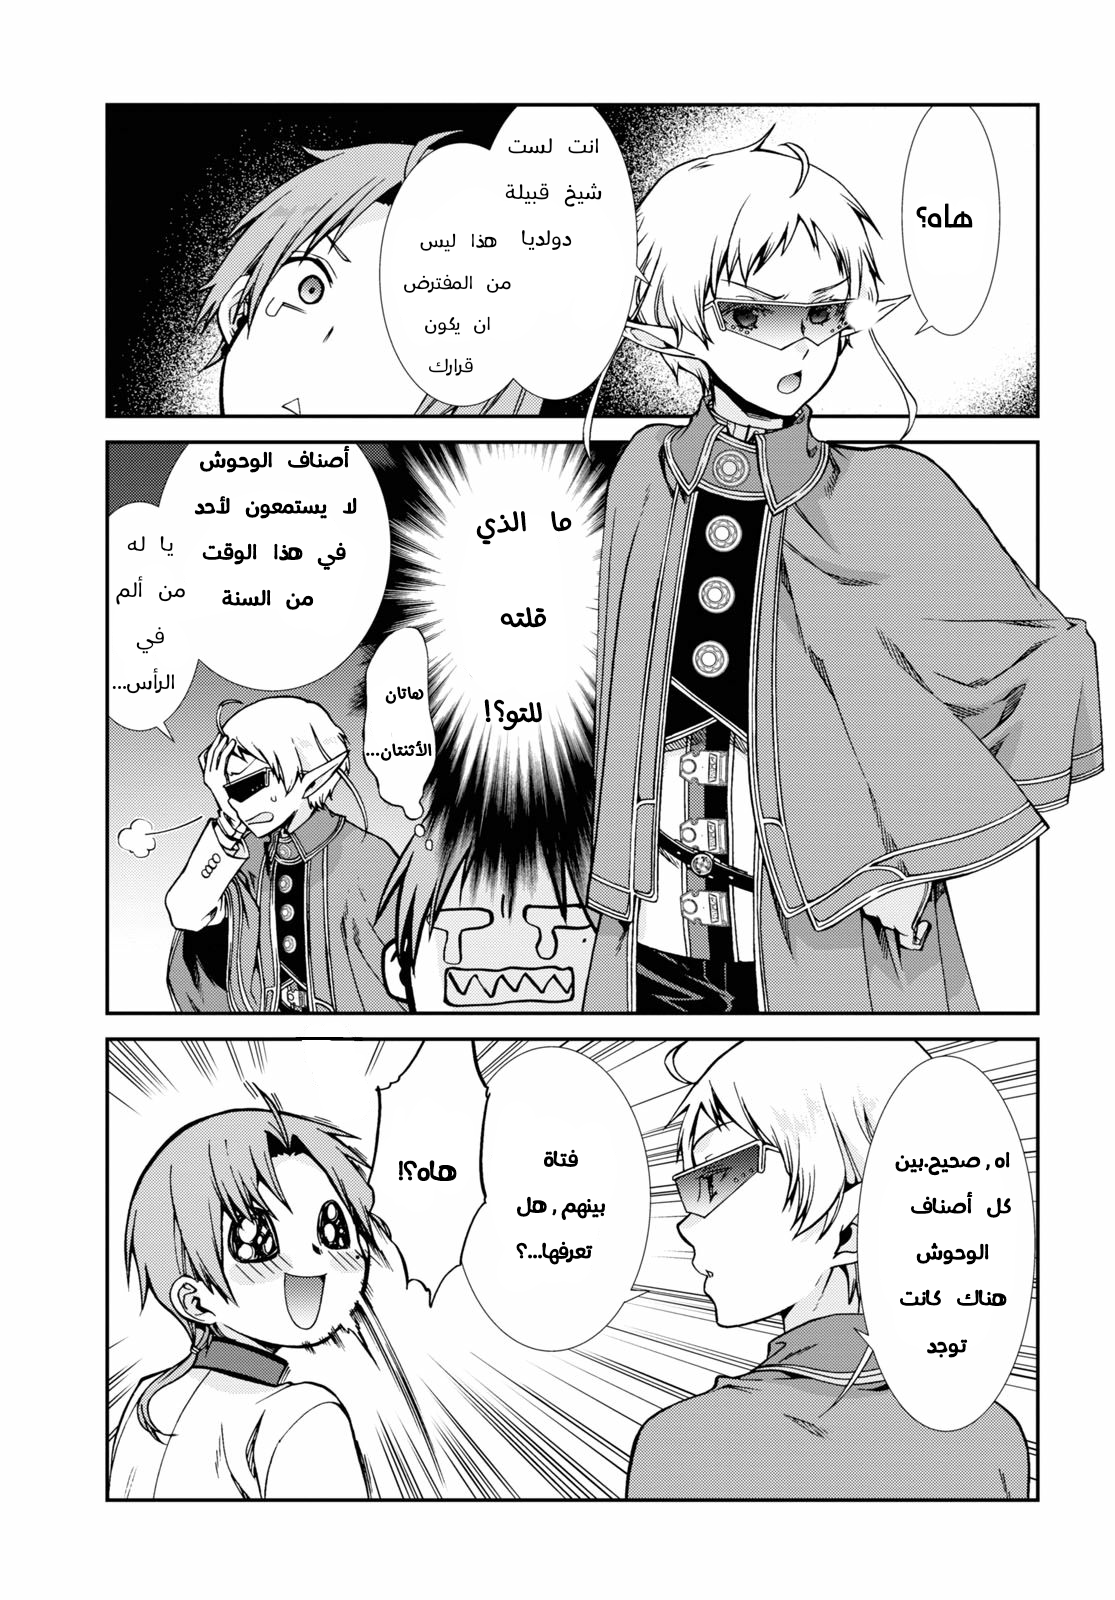 هاه؟
انت لست
شيخ قبيلة
دولديا
هذا ليس
من المفترض
ان يكون
قرارك
ما الذي
قلته
للتو؟!
هاتان
الأثنتان...
أصناف الوحوش
لا يستمعون لأحد
في هذا الوقت
من السنة
يا له
من ألم
في
الرأس...
اه , صحيح.بين
كل أصناف
الوحوش
هناك كانت
توجد
فتاة
بينهم , هل
تعرفها...؟
هاه؟!